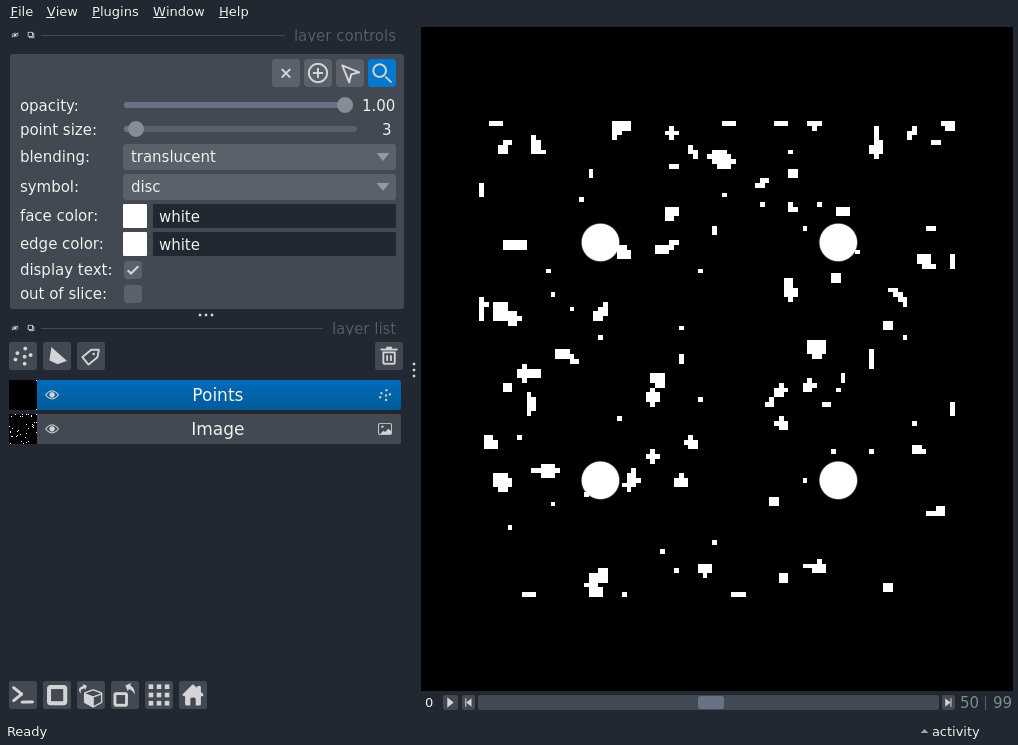 File View Plugins Window Help
layer controls
opacity: 1.00
point size: 3
blending: translucent
symbol: disc
face color: white
edge color: white
display text:
out of slice:
layer list
Points
Image
0 50 | 99
Ready activity